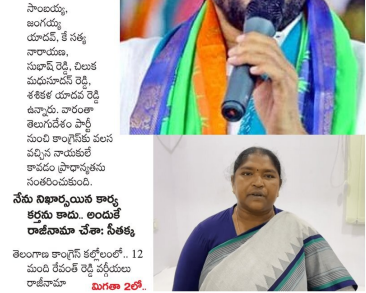 సాంబయ్య,
జంగయ్య
యాదవ్, కే సత్య
నారాయణ,
సుభాష్ రెడ్డి, చిలుక
మధుసూదన్ రెడ్డి,
శశికళ యాదవ రెడ్డి
ఉన్నారు. వారంతా
తెలుగుదేశం పార్టీ
నుంచి కాంగ్రెస్‌కు వలస
వచ్చిన నాయకులే
కావడం ప్రాధాన్యతను
సంతరించుకుంది.
నేను నిఖార్సయిన కార్య
కర్తను కాదు.. అందుకే
రాజీనామా చేశా: సీతక్క
తెలంగాణ కాంగ్రెస్ కల్లోలంలో.. 12
మంది రేవంత్ రెడ్డి వర్గీయలు
రాజీనామా
మిగతా 2లో..